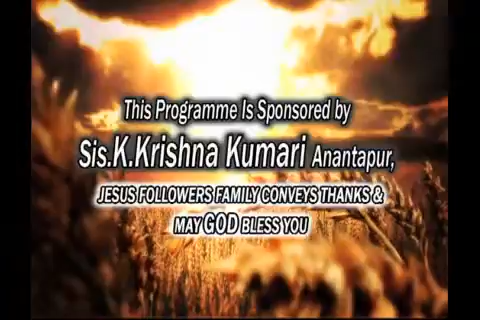 This Programme Is Sponsored by
Sis.K.Krishna Kumari Anantapur,
JESUS FOLLOWERS FAMILY CONVEYS THANKS &
MAY GOD BLESS YOU